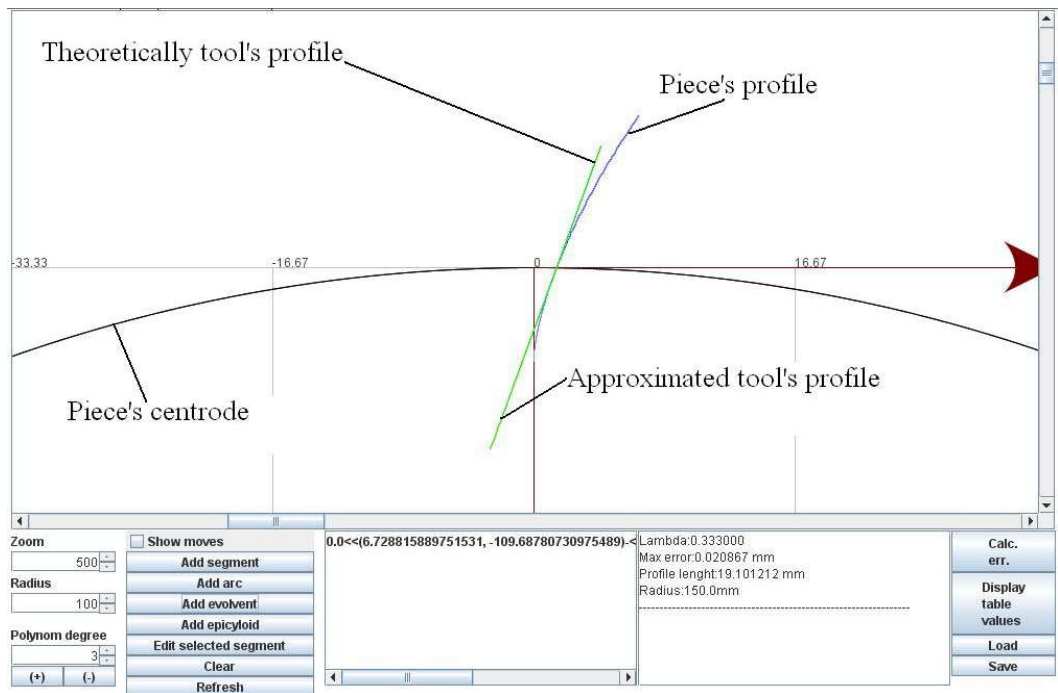 Theoretically tool's profile
Piece's profile
-33.33
-16.67
0
16.67
Approximated tool's profile
Piece's centrode
Zoom
500
Radius
100
Polynom degree
3
(+)
(-)
Show moves
Add segment
Add arc
Add evolvent
Add epicyloid
Edit selected segment
Clear
Refresh
0.0<<(6.728815889751531, -109.68780730975489)-<
Lambda:0.333000
Max error:0.020867 mm
Profile lenght:19.101212 mm
Radius:150.0mm
Calc.
err.
Display
table
values
Load
Save